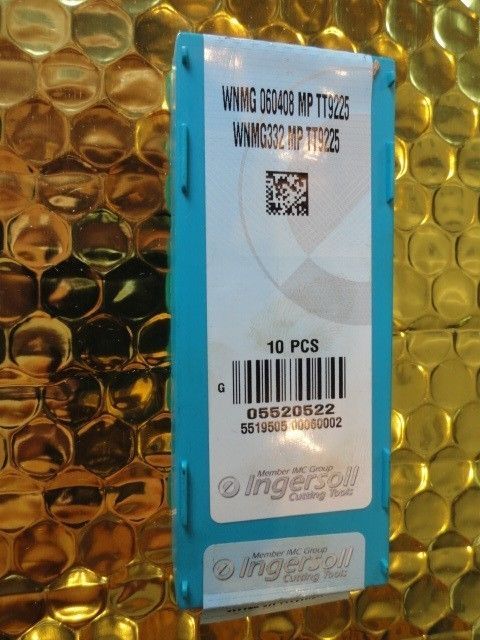 WNMG 060408 MP TT9225
WNMG332 MP TT9225
10 PCS
G
05520522
5519505 00060002
Member IMC Group
Ingersoll
Cutting Tools
Member IMC Group
Ingersoll
Cutting Tools